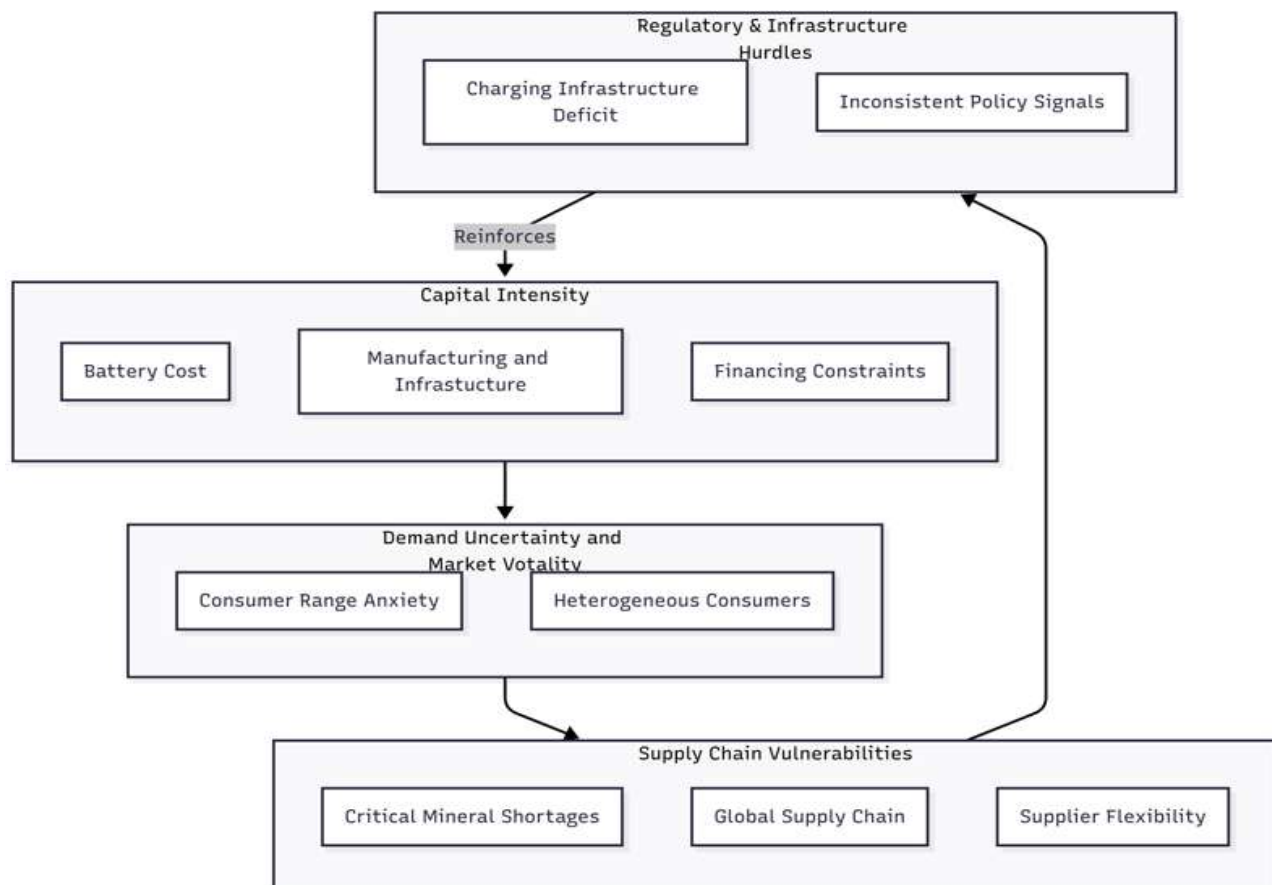 Regulatory & Infrastructure
Hurdles
Charging Infrastructure
Deficit
Inconsistent Policy Signals
Reinforces
Capital Intensity
Battery Cost
Manufacturing and
Infrastucture
Financing Constraints
Demand Uncertainty and
Market Votality
Consumer Range Anxiety
Heterogeneous Consumers
Supply Chain Vulnerabilities
Critical Mineral Shortages
Global Supply Chain
Supplier Flexibility